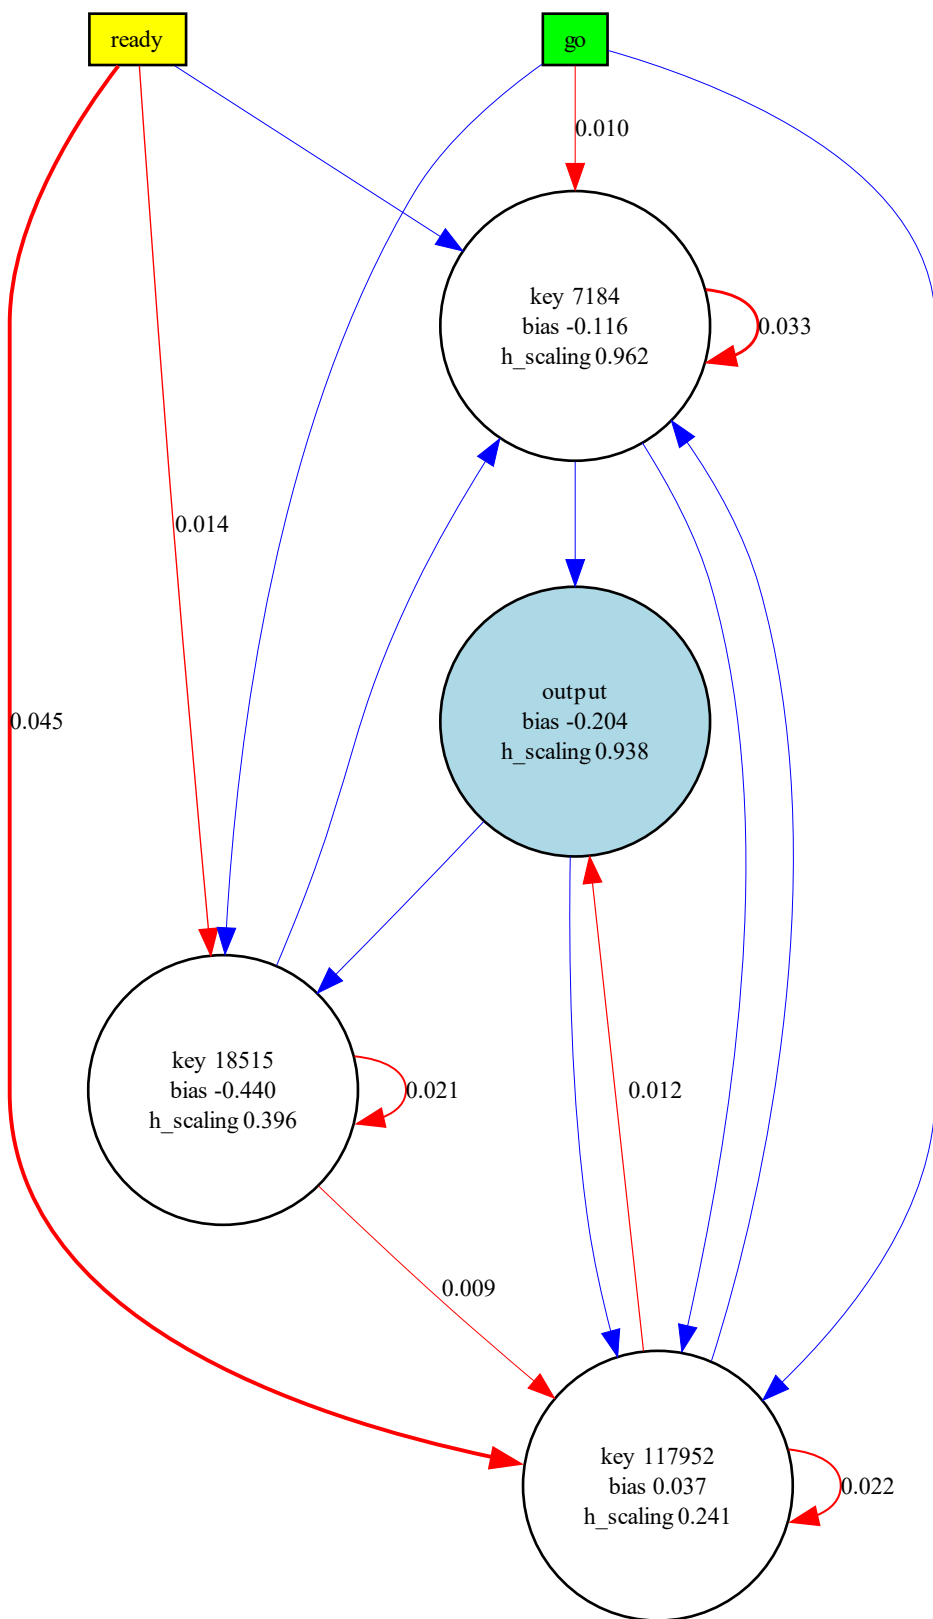 ready
go
0.010
key 7184
bias -0.116
h_scaling 0.962
0.033
0.014
output
bias -0.204
h_scaling 0.938
0.045
key 18515
bias -0.440
h_scaling 0.396
0.021
0.012
0.009
key 117952
bias 0.037
h_scaling 0.241
0.022